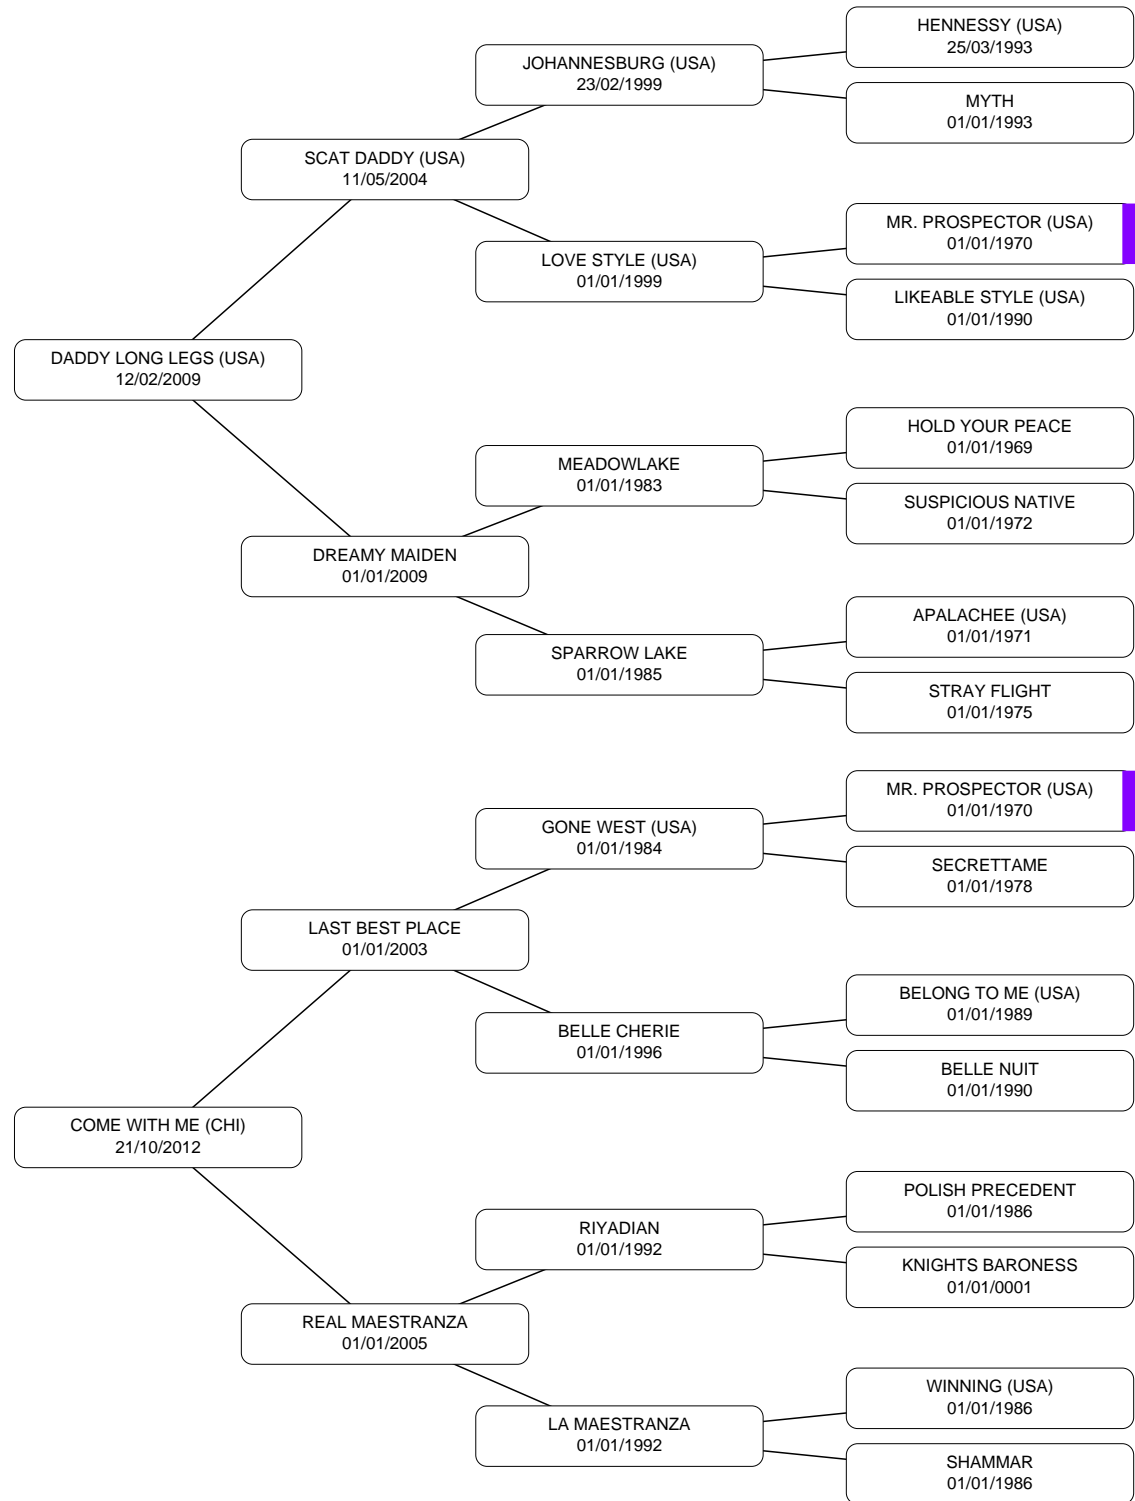 HENNESSY (USA)
25/03/1993
JOHANNESBURG (USA)
23/02/1999
MYTH
01/01/1993
SCAT DADDY (USA)
11/05/2004
MR. PROSPECTOR (USA)
01/01/1970
LOVE STYLE (USA)
01/01/1999
LIKEABLE STYLE (USA)
01/01/1990
DADDY LONG LEGS (USA)
12/02/2009
HOLD YOUR PEACE
01/01/1969
MEADOWLAKE
01/01/1983
SUSPICIOUS NATIVE
01/01/1972
DREAMY MAIDEN
01/01/2009
APALACHEE (USA)
01/01/1971
SPARROW LAKE
01/01/1985
STRAY FLIGHT
01/01/1975
MR. PROSPECTOR (USA)
01/01/1970
GONE WEST (USA)
01/01/1984
SECRETTAME
01/01/1978
LAST BEST PLACE
01/01/2003
BELONG TO ME (USA)
01/01/1989
BELLE CHERIE
01/01/1996
BELLE NUIT
01/01/1990
COME WITH ME (CHI)
21/10/2012
POLISH PRECEDENT
01/01/1986
RIYADIAN
01/01/1992
KNIGHTS BARONESS
01/01/0001
REAL MAESTRANZA
01/01/2005
WINNING (USA)
01/01/1986
LA MAESTRANZA
01/01/1992
SHAMMAR
01/01/1986